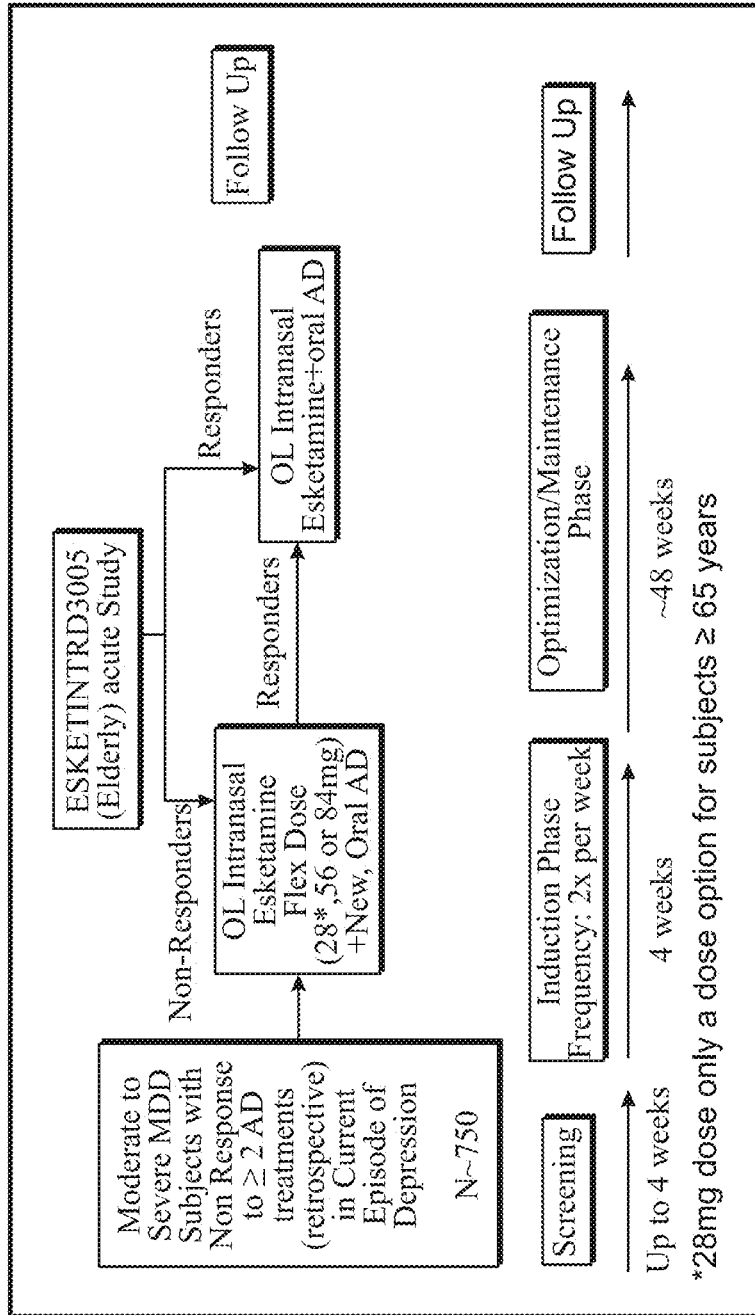 ESKETINTRD3005
(Elderly) acute Study
Non-Responders
Responders
Moderate to
Severe MDD
Subjects with
Non Response
to ≥ 2 AD
treatments
(retrospective)
in Current
Episode of
Depression
N~750
OL Intranasal
Esketamine
Flex Dose
(28*,56 or 84mg)
+New, Oral AD
Responders
OL Intranasal
Esketamine+oral AD
Follow Up
Screening
Induction Phase
Frequency: 2x per week
Optimization/Maintenance
Phase
Follow Up
Up to 4 weeks
4 weeks
~48 weeks
*28mg dose only a dose option for subjects ≥ 65 years